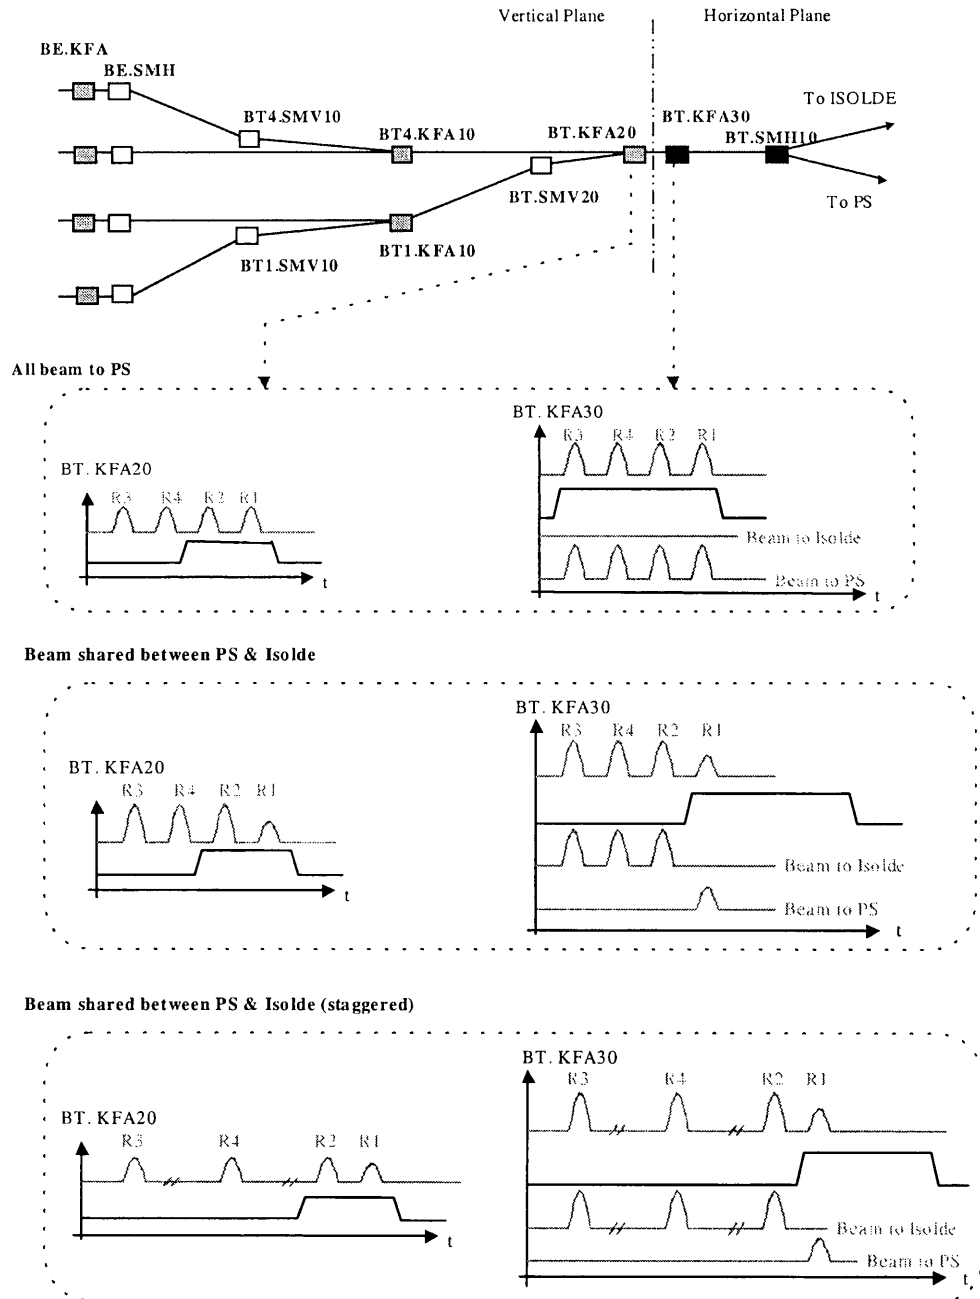 Vertical Plane
Horizontal Plane
BE.KFA
BE.SMH
BT4.SMV10
BT4.KFA10
BT.KFA20
BT.KFA30
BT.SMH10
To ISOLDE
BT.SMV20
To PS
BT1.SMV10
BT1.KFA10
All beam to PS
BT. KFA20
R3 R4 R2 R1
t
BT. KFA30
R3 R4 R2 R1
Beam to Isolde
Beam to PS
t
Beam shared between PS & Isolde
BT. KFA20
R3 R4 R2 R1
t
BT. KFA30
R3 R4 R2 R1
Beam to Isolde
Beam to PS
t
Beam shared between PS & Isolde (staggered)
BT. KFA20
R3 R4 R2 R1
t
BT. KFA30
R3 R4 R2 R1
Beam to Isolde
Beam to PS
t